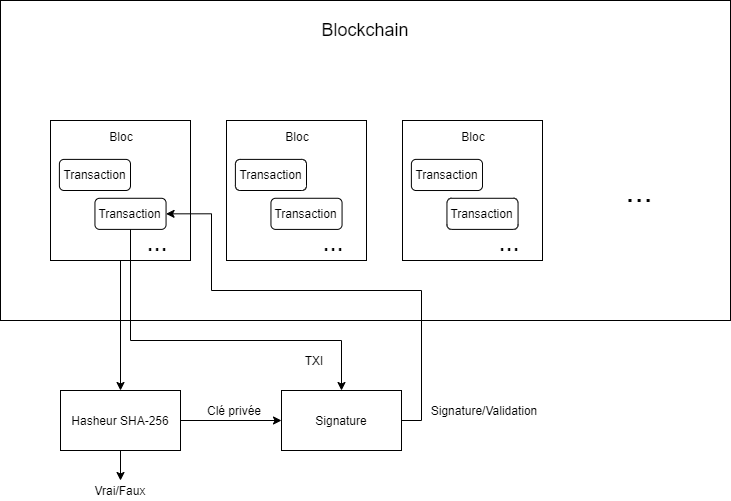 Blockchain
Bloc
Bloc
Bloc
Transaction
Transaction
Transaction
Transaction
Transaction
Transaction
...
...
...
...
TXI
Clé privée
Signature/Validation
Hasheur SHA-256
Signature
Vrai/Faux